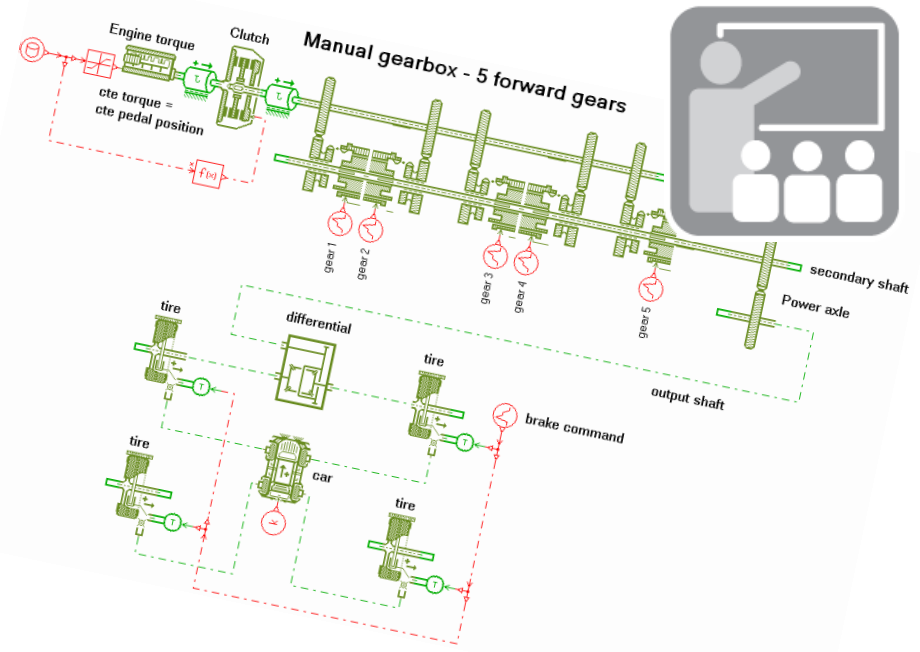 Engine torque
Clutch
Manual gearbox - 5 forward gears
cte torque =
cte pedal position
f(x)
x
gear 1
gear 2
gear 3
gear 4
gear 5
secondary shaft
Power axle
output shaft
tire
differential
tire
T
T
brake command
tire
car
k
T
tire
T